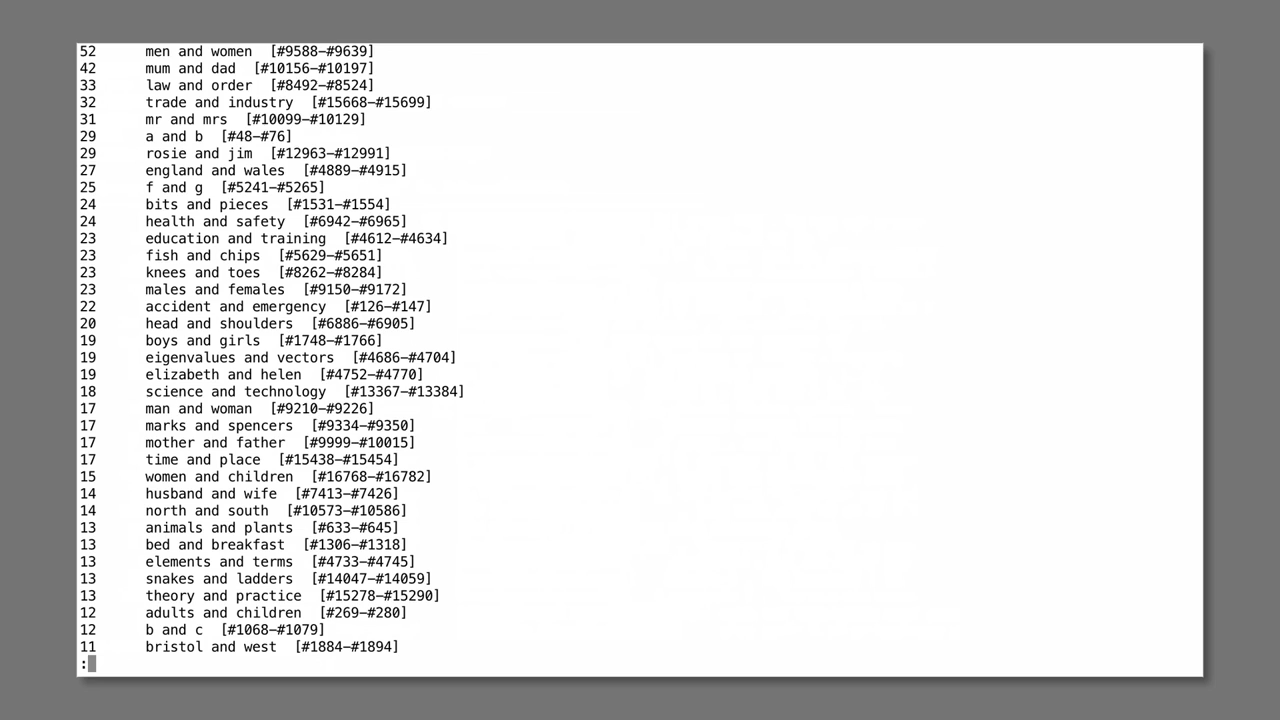 52 men and women [#9588–#9639]
42 mum and dad [#10156–#10197]
33 law and order [#8492–#8524]
32 trade and industry [#15668–#15699]
31 mr and mrs [#10099–#10129]
29 a and b [#48–#76]
29 rosie and jim [#12963–#12991]
27 england and wales [#4889–#4915]
25 f and g [#5241–#5265]
24 bits and pieces [#1531–#1554]
24 health and safety [#6942–#6965]
23 education and training [#4612–#4634]
23 fish and chips [#5629–#5651]
23 knees and toes [#8262–#8284]
23 males and females [#9150–#9172]
22 accident and emergency [#126–#147]
20 head and shoulders [#6886–#6905]
19 boys and girls [#1748–#1766]
19 eigenvalues and vectors [#4686–#4704]
19 elizabeth and helen [#4752–#4770]
18 science and technology [#13367–#13384]
17 man and woman [#9210–#9226]
17 marks and spencers [#9334–#9350]
17 mother and father [#9999–#10015]
17 time and place [#15438–#15454]
15 women and children [#16768–#16782]
14 husband and wife [#7413–#7426]
14 north and south [#10573–#10586]
13 animals and plants [#633–#645]
13 bed and breakfast [#1306–#1318]
13 elements and terms [#4733–#4745]
13 snakes and ladders [#14047–#14059]
13 theory and practice [#15278–#15290]
12 adults and children [#269–#280]
12 b and c [#1068–#1079]
11 bristol and west [#1884–#1894]
: